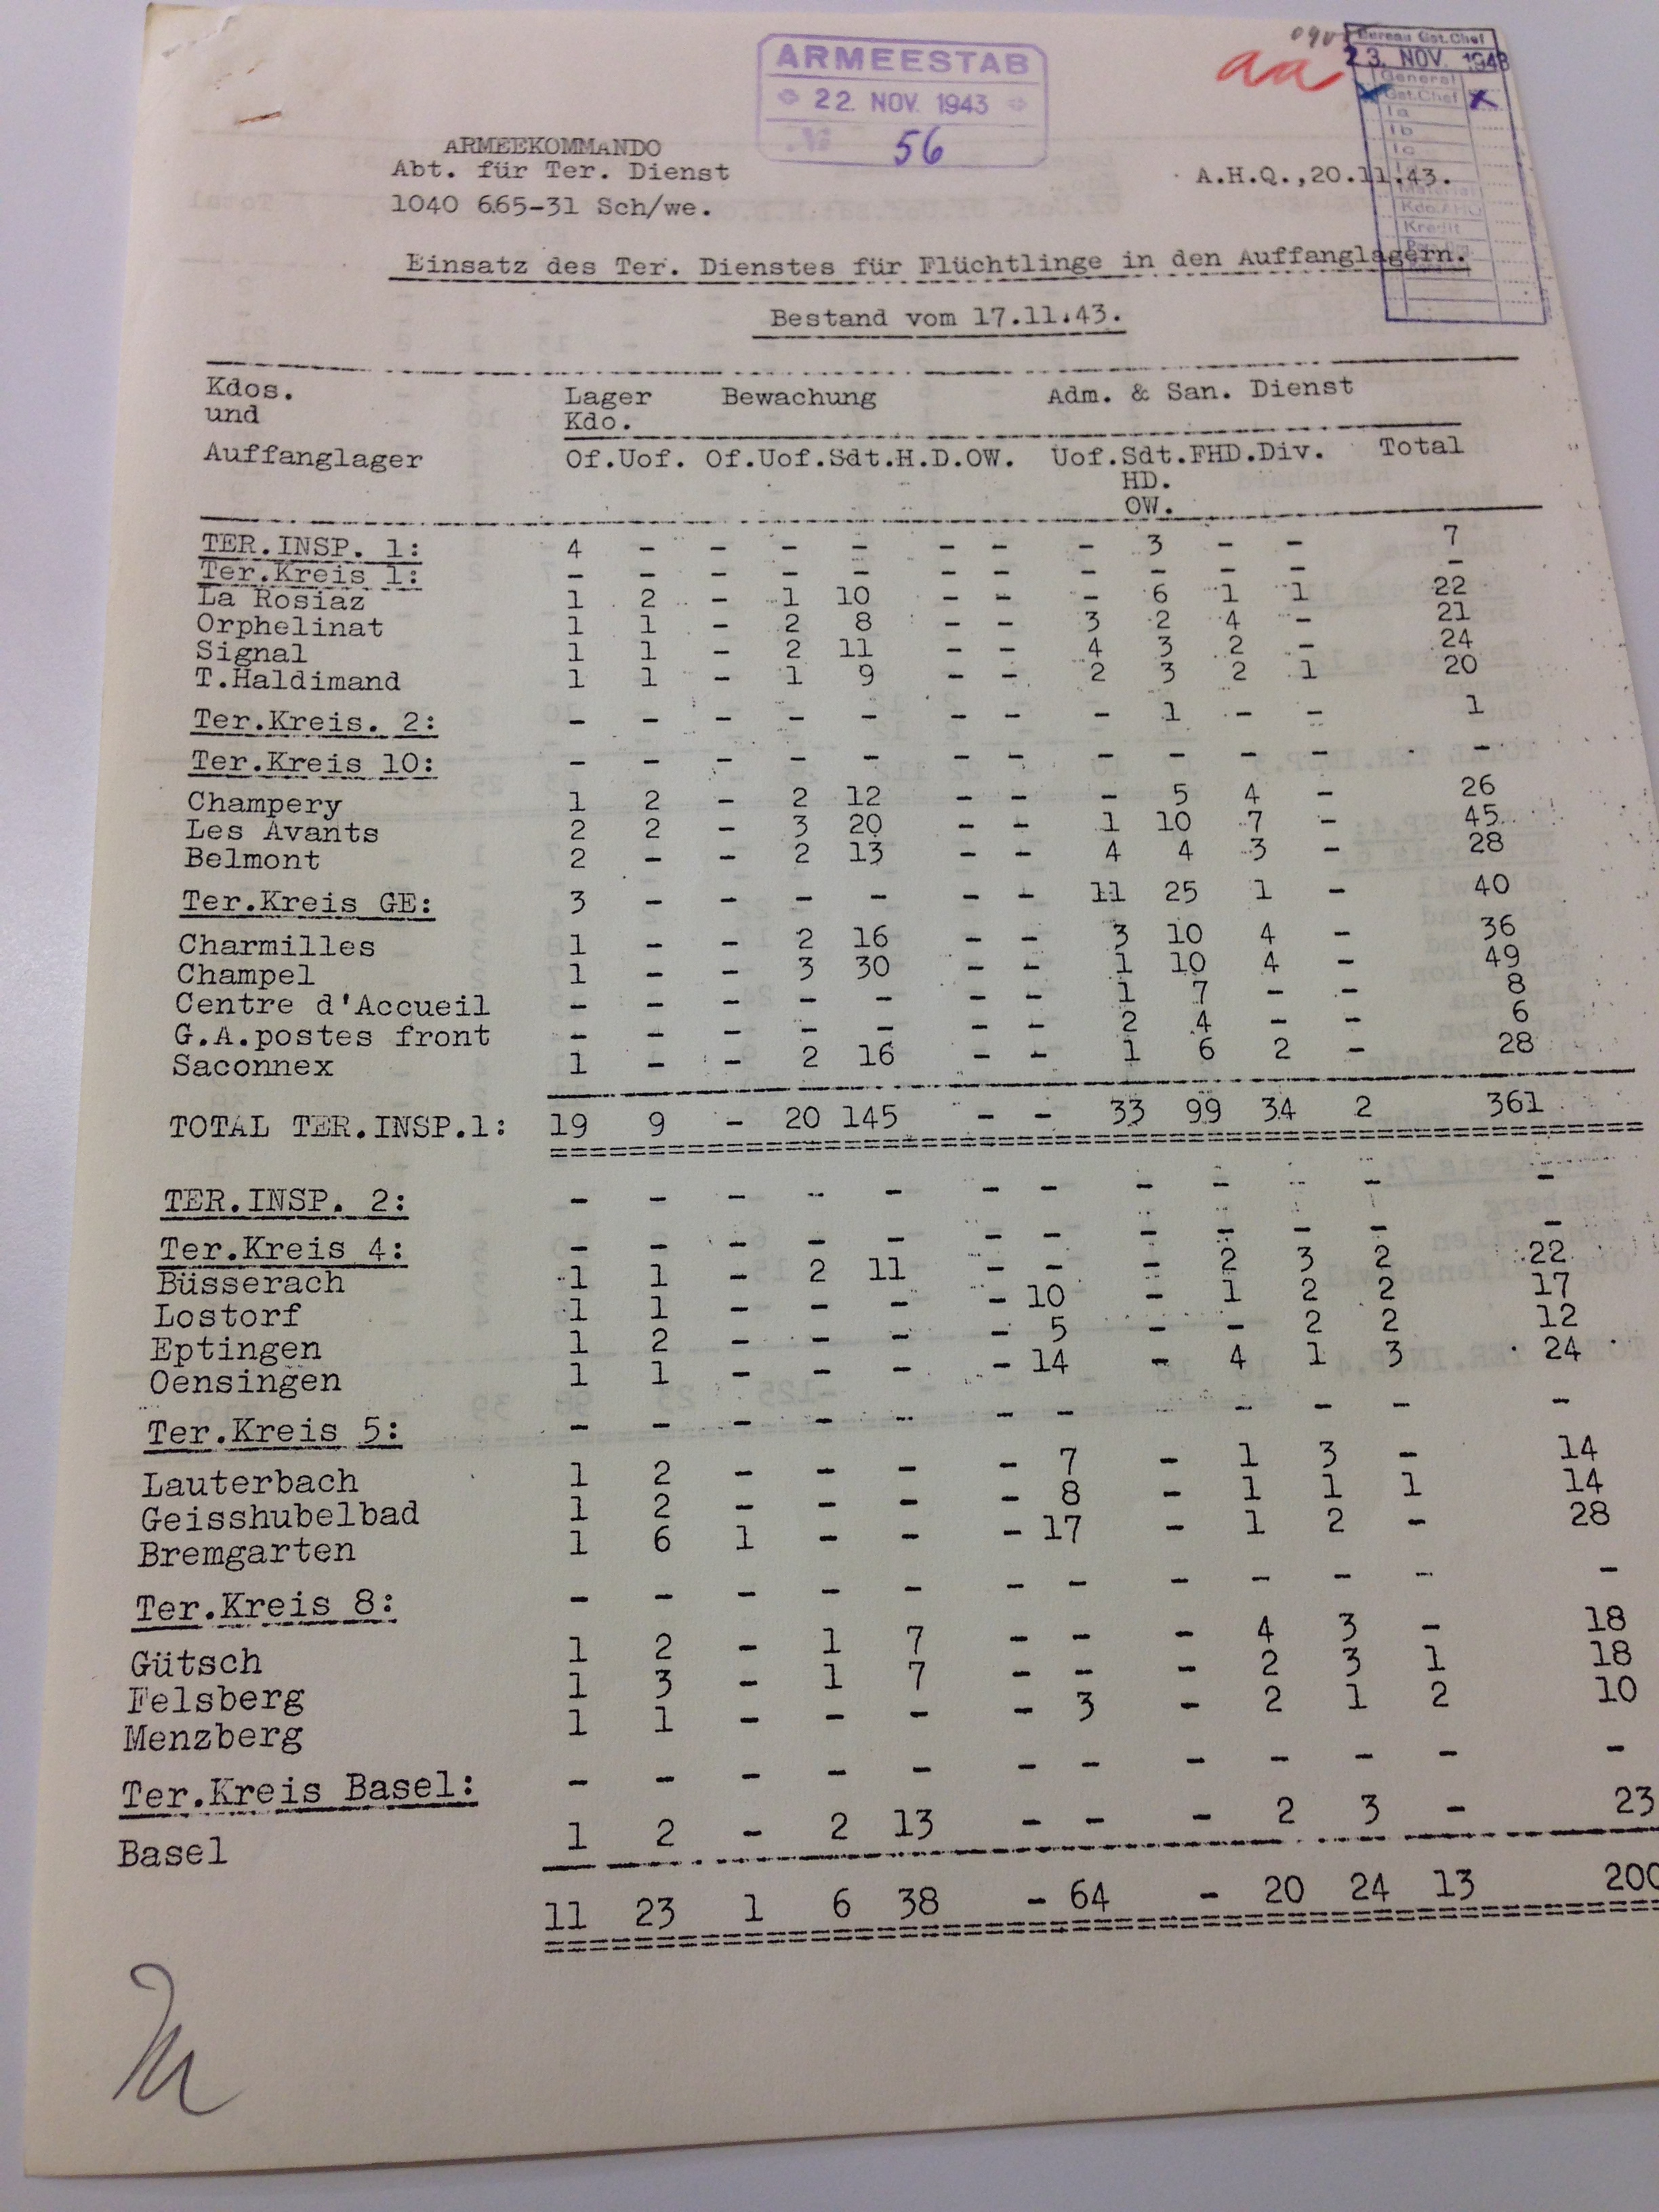 Bureau Gst.Chef
ARMEESTAB
23. NOV. 1943
22. NOV. 1943
General
Gst.Chef
Nº 56
Ia
Ib
Ic
Id
Material
Kdo.AHQ
Kredit
aa
ARMEEKOMMANDO
Abt. für Ter. Dienst A.H.Q.,20.11.43.
1040 665-31 Sch/we.
Einsatz des Ter. Dienstes für Flüchtlinge in den Auffanglagern.
Bestand vom 17.11.43.
Kdos. Lager Bewachung Adm. & San. Dienst
und Kdo.
Auffanglager Of.Uof. Of.Uof.Sdt.H.D.OW. Uof.Sdt.FHD.Div. Total
HD.
OW.
TER.INSP. 1: 4 - - - - - - - 3 - - 7
Ter.Kreis 1: - - - - - - - - - - - -
La Rosiaz 1 2 - 1 10 - - - 6 1 1 22
Orphelinat 1 1 - 2 8 - - 3 2 4 - 21
Signal 1 1 - 2 11 - - 4 3 2 - 24
T.Haldimand 1 1 - 1 9 - - 2 3 2 1 20
Ter.Kreis. 2: - - - - - - - - 1 - - 1
Ter.Kreis 10: - - - - - - - - - - - -
Champery 1 2 - 2 12 - - - 5 4 - 26
Les Avants 2 2 - 3 20 - - 1 10 7 - 45
Belmont 2 - - 2 13 - - 4 4 3 - 28
Ter.Kreis GE: 3 - - - - - - 11 25 1 - 40
Charmilles 1 - - 2 16 - - 3 10 4 - 36
Champel 1 - - 3 30 - - 1 10 4 - 49
Centre d'Accueil - - - - - - - 1 7 - - 8
G.A.postes front - - - - - - - 2 4 - - 6
Saconnex 1 - - 2 16 - - 1 6 2 - 28
TOTAL TER.INSP.1: 19 9 - 20 145 - - 33 99 34 2 361
TER.INSP. 2: - - - - - - - - - - - -
Ter.Kreis 4: - - - - - - - - - - - -
Büsserach 1 1 - 2 11 - - - 2 3 2 22
Lostorf 1 1 - - - - 10 - 1 2 2 17
Eptingen 1 2 - - - - 5 - - 2 2 12
Oensingen 1 1 - - - - 14 - 4 1 3 24
Ter.Kreis 5: - - - - - - - - - - - -
Lauterbach 1 2 - - - - 7 - 1 3 - 14
Geisshubelbad 1 2 - - - - 8 - 1 1 1 14
Bremgarten 1 6 1 - - - 17 - 1 2 - 28
Ter.Kreis 8: - - - - - - - - - - - -
Gütsch 1 2 - 1 7 - - - 4 3 - 18
Felsberg 1 3 - 1 7 - - - 2 3 1 18
Menzberg 1 1 - - - - 3 - 2 1 2 10
Ter.Kreis Basel: - - - - - - - - - - - -
Basel 1 2 - 2 13 - - - 2 3 - 23
11 23 1 6 38 - 64 - 20 24 13 200